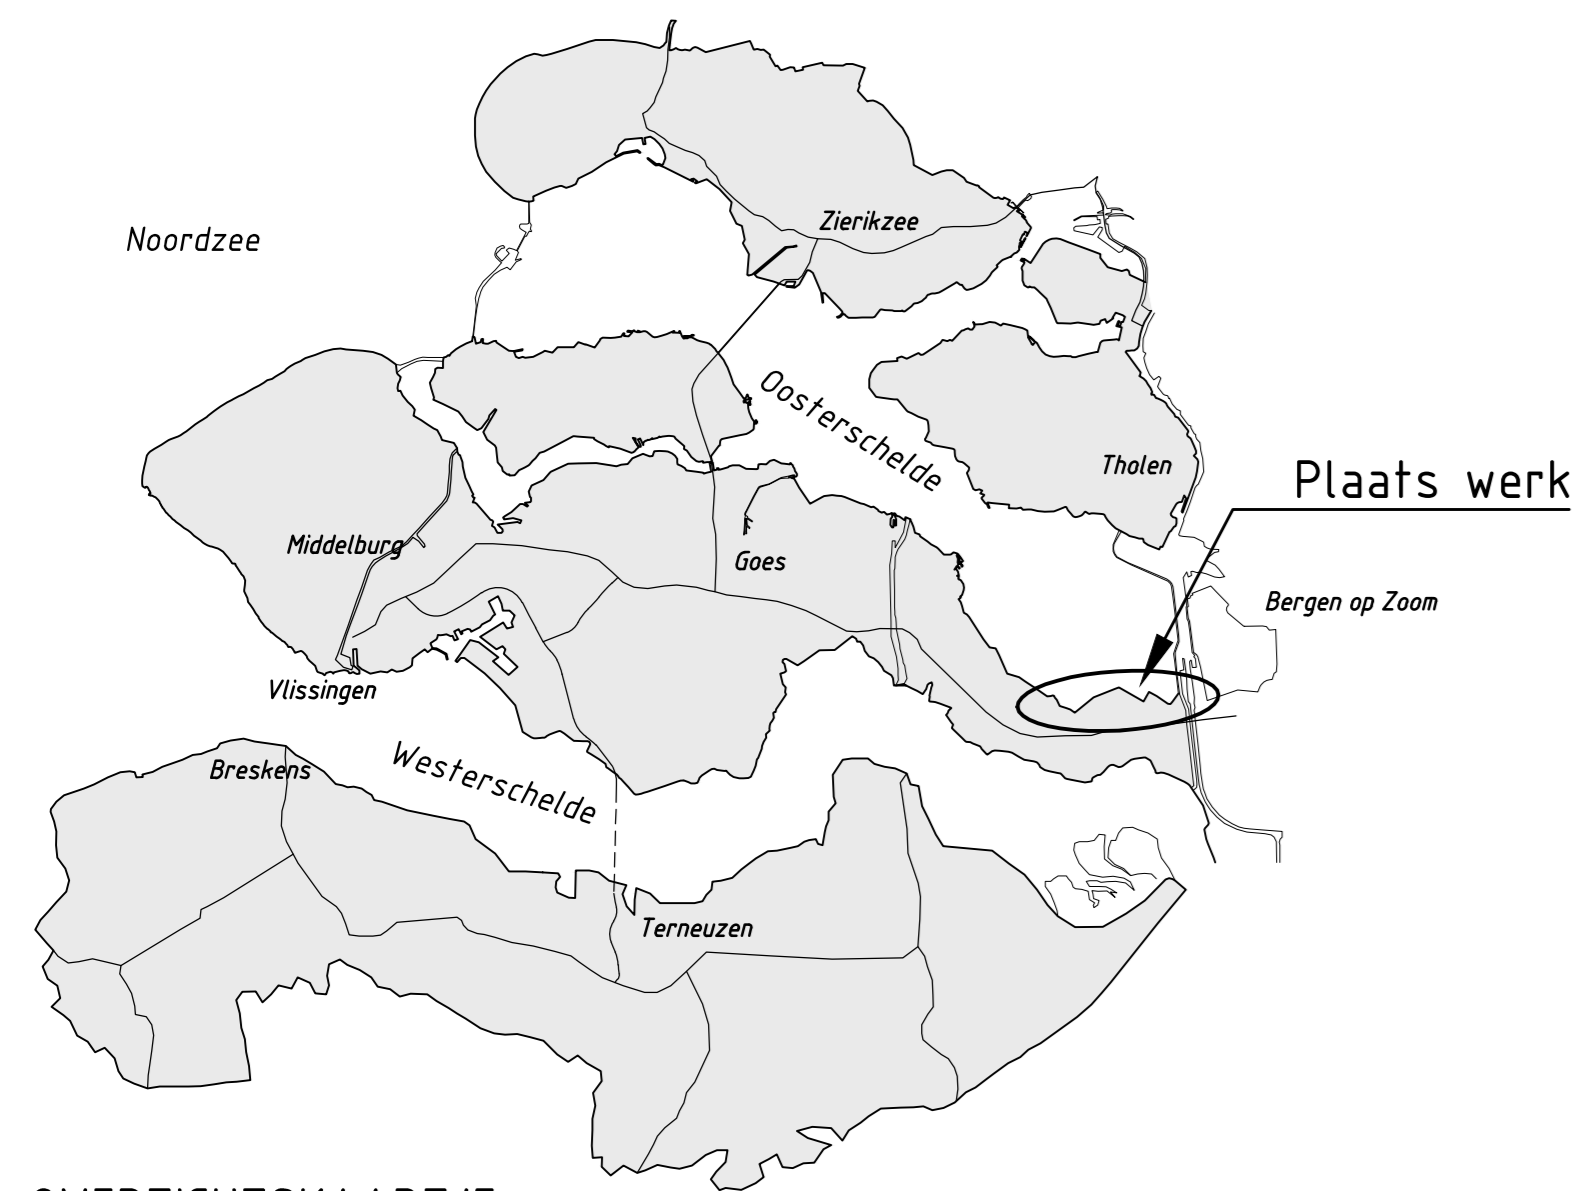 Zierikzee
Noordzee
Oosterschelde
Tholen
Plaats werk
Middelburg
Goes
Bergen op Zoom
Vlissingen
Westerschelde
Breskens
Terneuzen